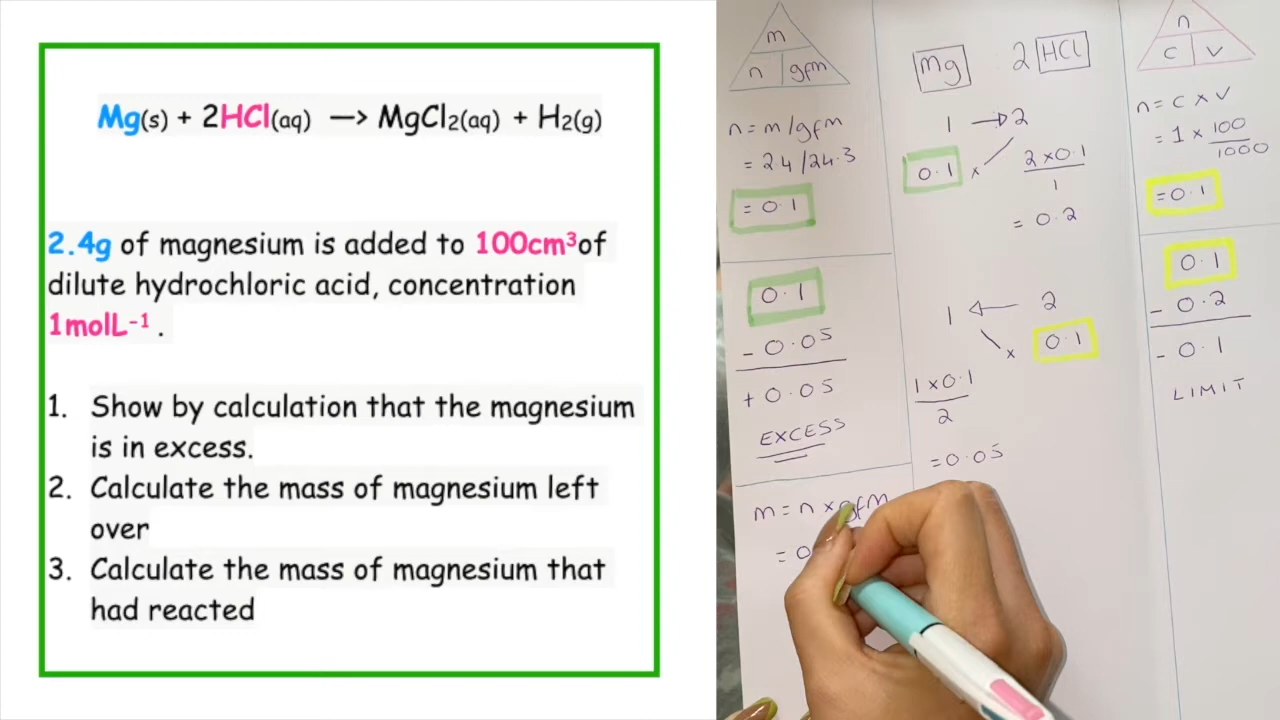 Mg(s) + 2HCl(aq) —> MgCl₂(aq) + H₂(g)
2.4g of magnesium is added to 100cm³of
dilute hydrochloric acid, concentration
1molL⁻¹ .
1. Show by calculation that the magnesium
is in excess.
2. Calculate the mass of magnesium left
over
3. Calculate the mass of magnesium that
had reacted
m
n gfm
n = m/gfm
= 2.4/24.3
= 0.1
0.1
- 0.05
+ 0.05
EXCESS
m = n × gfm
= 0
Mg 2 HCl
1 → 2
0.1 ×
2 × 0.1
1
= 0.2
1 ← 2
× 0.1
1 × 0.1
2
= 0.05
n
C V
n = C × V
= 1 × 100
1000
= 0.1
0.1
- 0.2
- 0.1
LIMIT